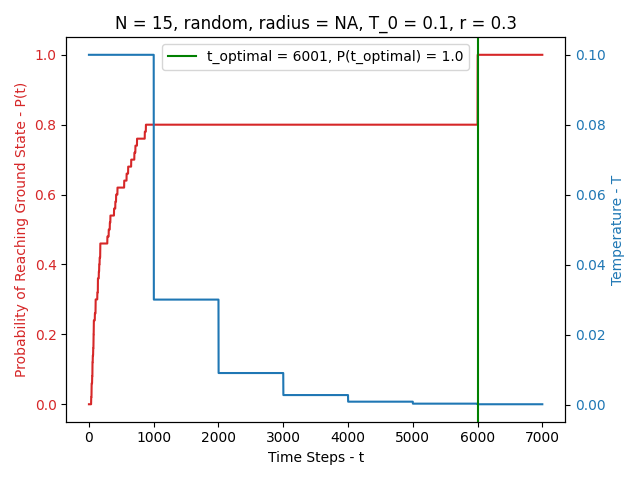 N = 15, random, radius = NA, T_0 = 0.1, r = 0.3
t_optimal = 6001, P(t_optimal) = 1.0
Probability of Reaching Ground State - P(t)
1.0
0.8
0.6
0.4
0.2
0.0
0.10
0.08
0.06
0.04
0.02
0.00
Temperature - T
0 1000 2000 3000 4000 5000 6000 7000
Time Steps - t